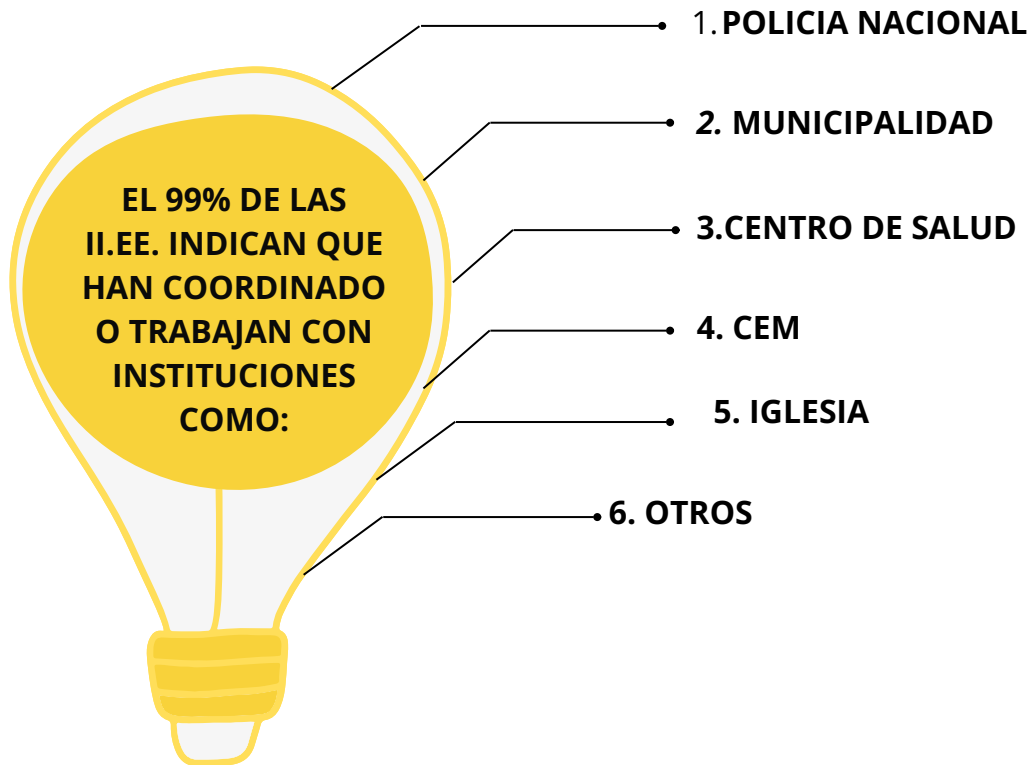 EL 99% DE LAS
II.EE. INDICAN QUE
HAN COORDINADO
O TRABAJAN CON
INSTITUCIONES
COMO:
1.POLICIA NACIONAL
2. MUNICIPALIDAD
3.CENTRO DE SALUD
4. CEM
5. IGLESIA
6. OTROS